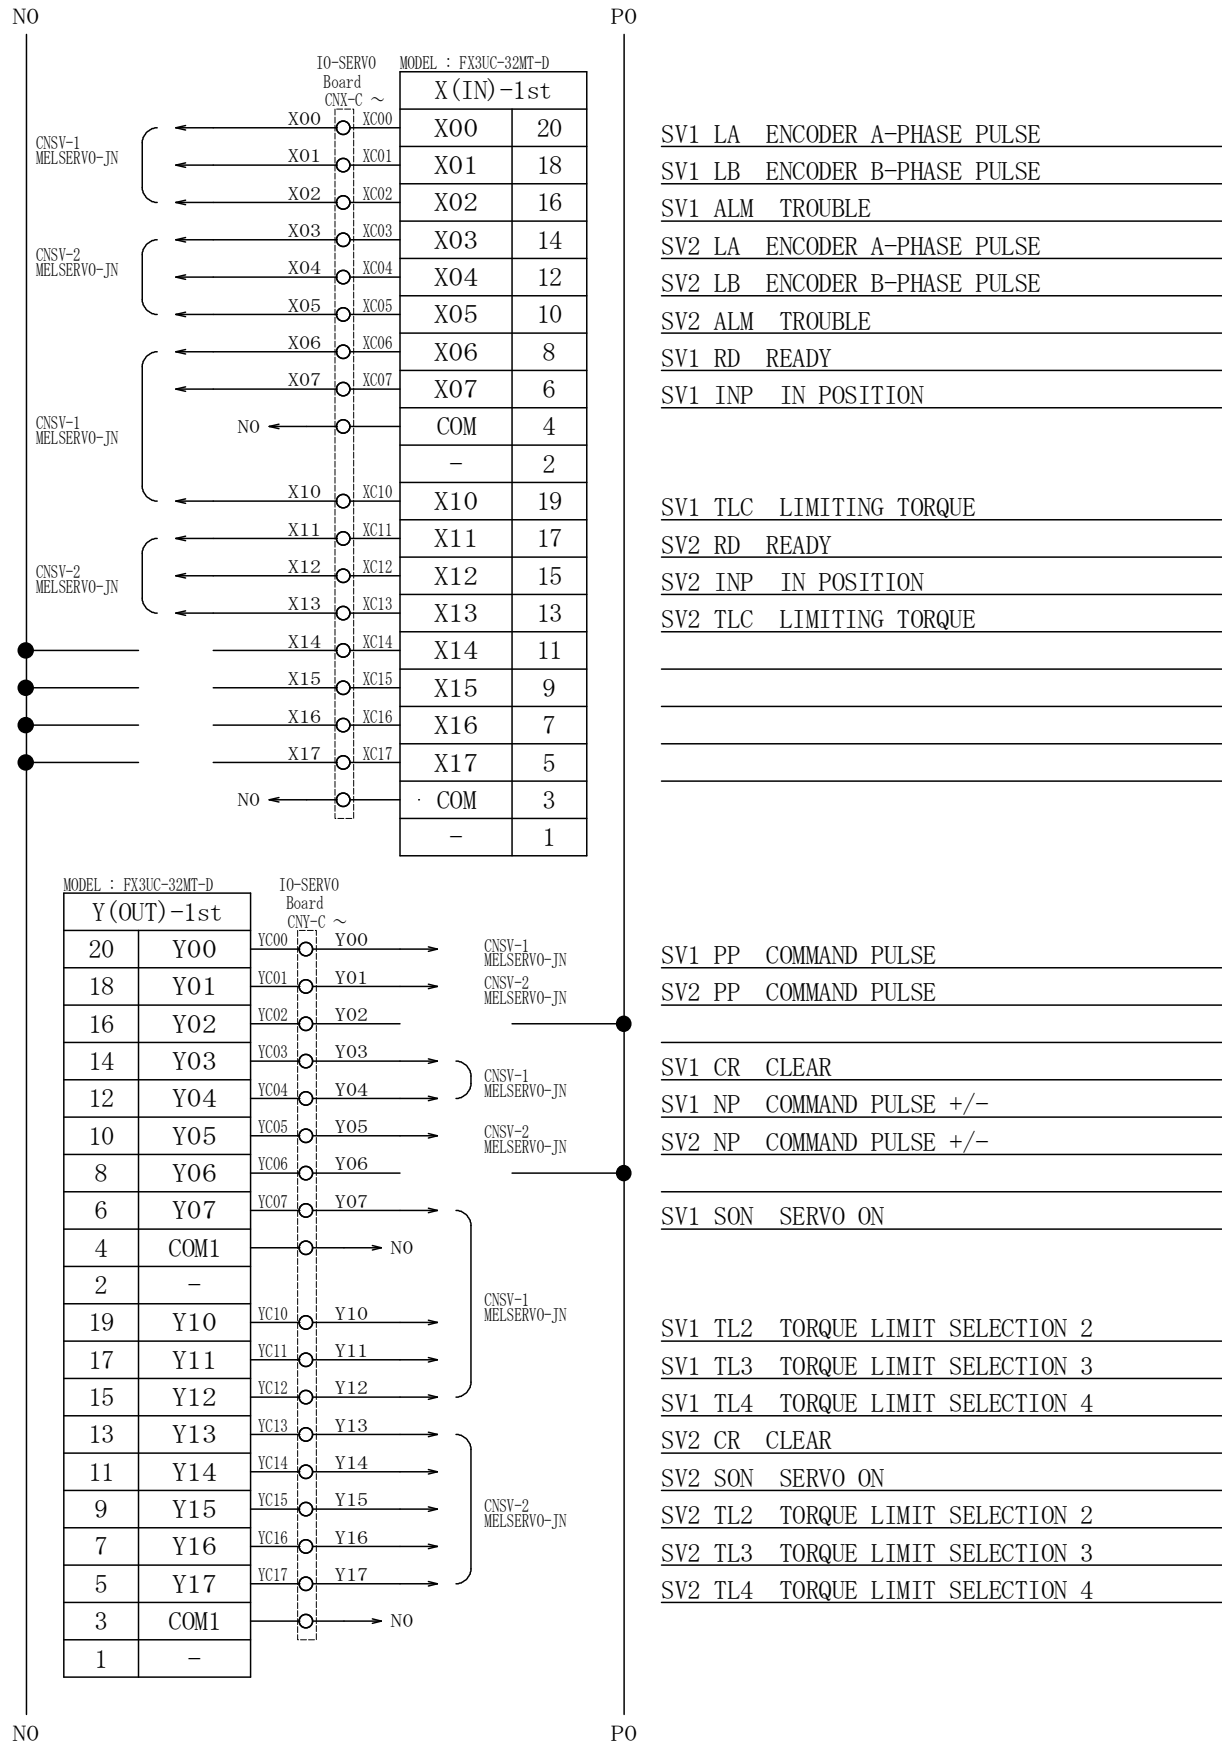 N0 P0
IO-SERVO MODEL : FX3UC-32MT-D
Board
CNX-C ~
X(IN)-1st
CNSV-1
MELSERVO-JN
X00 XC00 X00 20 SV1 LA ENCODER A-PHASE PULSE
X01 XC01 X01 18 SV1 LB ENCODER B-PHASE PULSE
X02 XC02 X02 16 SV1 ALM TROUBLE
CNSV-2
MELSERVO-JN
X03 XC03 X03 14 SV2 LA ENCODER A-PHASE PULSE
X04 XC04 X04 12 SV2 LB ENCODER B-PHASE PULSE
X05 XC05 X05 10 SV2 ALM TROUBLE
X06 XC06 X06 8 SV1 RD READY
X07 XC07 X07 6 SV1 INP IN POSITION
CNSV-1
MELSERVO-JN
N0 COM 4
- 2
X10 XC10 X10 19 SV1 TLC LIMITING TORQUE
X11 XC11 X11 17 SV2 RD READY
CNSV-2
MELSERVO-JN
X12 XC12 X12 15 SV2 INP IN POSITION
X13 XC13 X13 13 SV2 TLC LIMITING TORQUE
X14 XC14 X14 11
X15 XC15 X15 9
X16 XC16 X16 7
X17 XC17 X17 5
N0 COM 3
- 1
MODEL : FX3UC-32MT-D IO-SERVO
Board
CNY-C ~
Y(OUT)-1st
20 Y00 YC00 Y00 CNSV-1 MELSERVO-JN SV1 PP COMMAND PULSE
18 Y01 YC01 Y01 CNSV-2 MELSERVO-JN SV2 PP COMMAND PULSE
16 Y02 YC02 Y02
14 Y03 YC03 Y03 SV1 CR CLEAR
CNSV-1
MELSERVO-JN
12 Y04 YC04 Y04 SV1 NP COMMAND PULSE +/-
10 Y05 YC05 Y05 CNSV-2 MELSERVO-JN SV2 NP COMMAND PULSE +/-
8 Y06 YC06 Y06
6 Y07 YC07 Y07 SV1 SON SERVO ON
4 COM1 N0
2 -
CNSV-1
MELSERVO-JN
19 Y10 YC10 Y10 SV1 TL2 TORQUE LIMIT SELECTION 2
17 Y11 YC11 Y11 SV1 TL3 TORQUE LIMIT SELECTION 3
15 Y12 YC12 Y12 SV1 TL4 TORQUE LIMIT SELECTION 4
13 Y13 YC13 Y13 SV2 CR CLEAR
11 Y14 YC14 Y14 SV2 SON SERVO ON
CNSV-2
MELSERVO-JN
9 Y15 YC15 Y15 SV2 TL2 TORQUE LIMIT SELECTION 2
7 Y16 YC16 Y16 SV2 TL3 TORQUE LIMIT SELECTION 3
5 Y17 YC17 Y17 SV2 TL4 TORQUE LIMIT SELECTION 4
3 COM1 N0
1 -
N0 P0